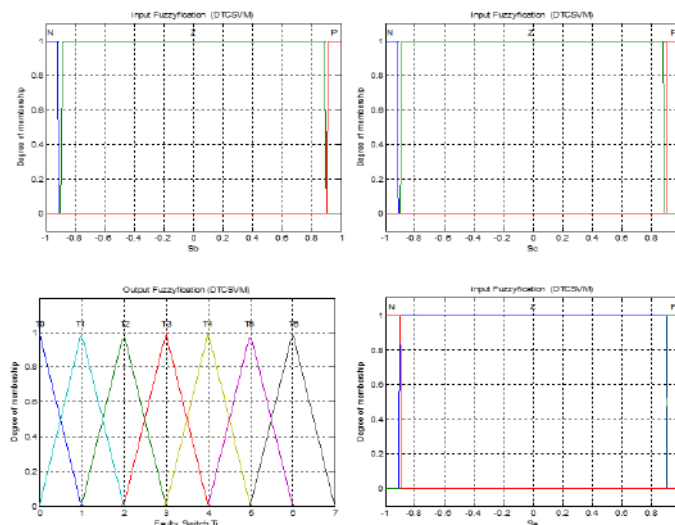 Input Fuzzyfication (DTCSVM)
N Z P
Degree of membership
1
0.8
0.6
0.4
0.2
0
-1 -0.8 -0.6 -0.4 -0.2 0 0.2 0.4 0.6 0.8 1
Sb
Input Fuzzyfication (DTCSVM)
N Z P
Degree of membership
1
0.8
0.6
0.4
0.2
0
-1 -0.8 -0.6 -0.4 -0.2 0 0.2 0.4 0.6 0.8
Output Fuzzyfication (DTCSVM)
T0 T1 T2 T3 T4 T5
Degree of membership
1
0.8
0.6
0.4
0.2
0
0 1 2 3 4 5 6 7
Faulty Switch Ti
Input Fuzzyfication (DTCSVM)
N Z P
Degree of membership
1
0.8
0.6
0.4
0.2
0
-1 -0.8 -0.6 -0.4 -0.2 0 0.2 0.4 0.6 0.8